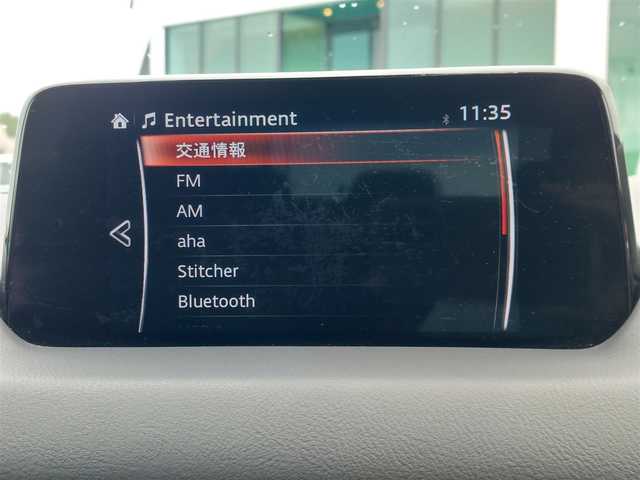 Entertainment 11:35
交通情報
FM
AM
aha
Stitcher
Bluetooth